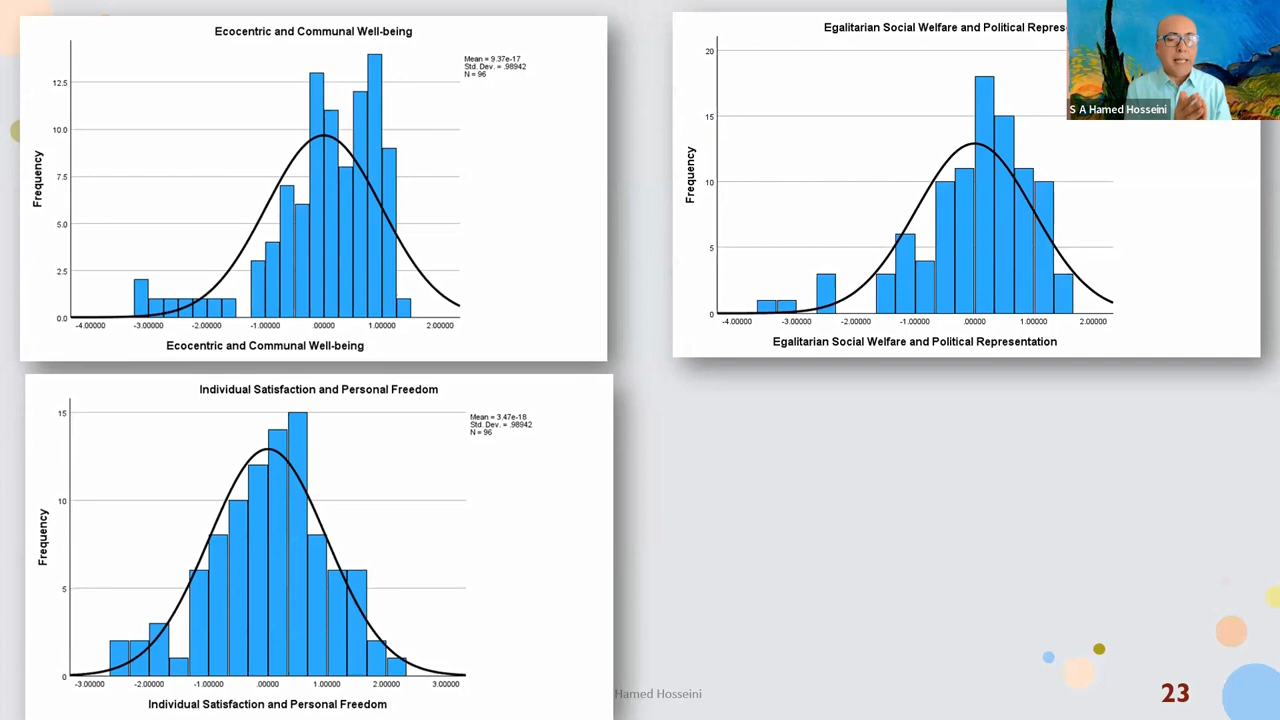 Ecocentric and Communal Well-being
Mean = 9.37e-17
Std. Dev. = .98942
N = 96
12.5
10.0
7.5
5.0
2.5
0.0
Frequency
-4.00000 -3.00000 -2.00000 -1.00000 .00000 1.00000 2.00000
Ecocentric and Communal Well-being
Egalitarian Social Welfare and Political Repres
20
15
10
5
0
Frequency
-4.00000 -3.00000 -2.00000 -1.00000 .00000 1.00000 2.00000
Egalitarian Social Welfare and Political Representation
S A Hamed Hosseini
Individual Satisfaction and Personal Freedom
Mean = 3.47e-18
Std. Dev. = .98942
N = 96
15
10
5
0
Frequency
-3.00000 -2.00000 -1.00000 .00000 1.00000 2.00000 3.00000
Individual Satisfaction and Personal Freedom
Hamed Hosseini
23